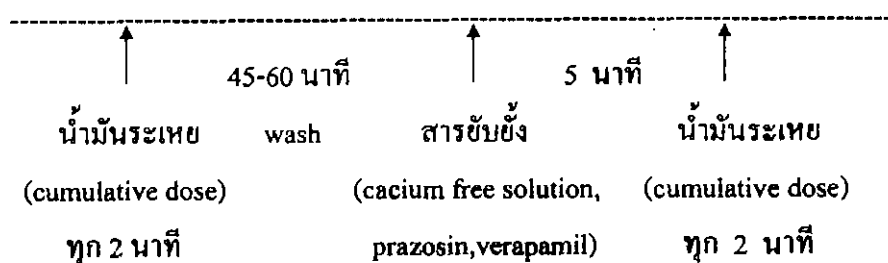 45-60 นาที 5 นาที
น้ำมันระเหย wash สารยับยั้ง น้ำมันระเหย
(cumulative dose) (cacium free solution, (cumulative dose)
ทุก 2 นาที prazosin,verapamil) ทุก 2 นาที